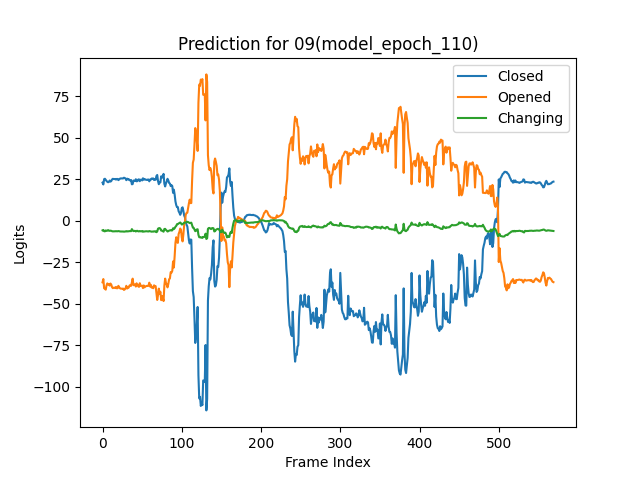 Prediction for 09(model_epoch_110)
Closed
Opened
Changing
75
50
25
0
−25
−50
−75
−100
Logits
0 100 200 300 400 500
Frame Index